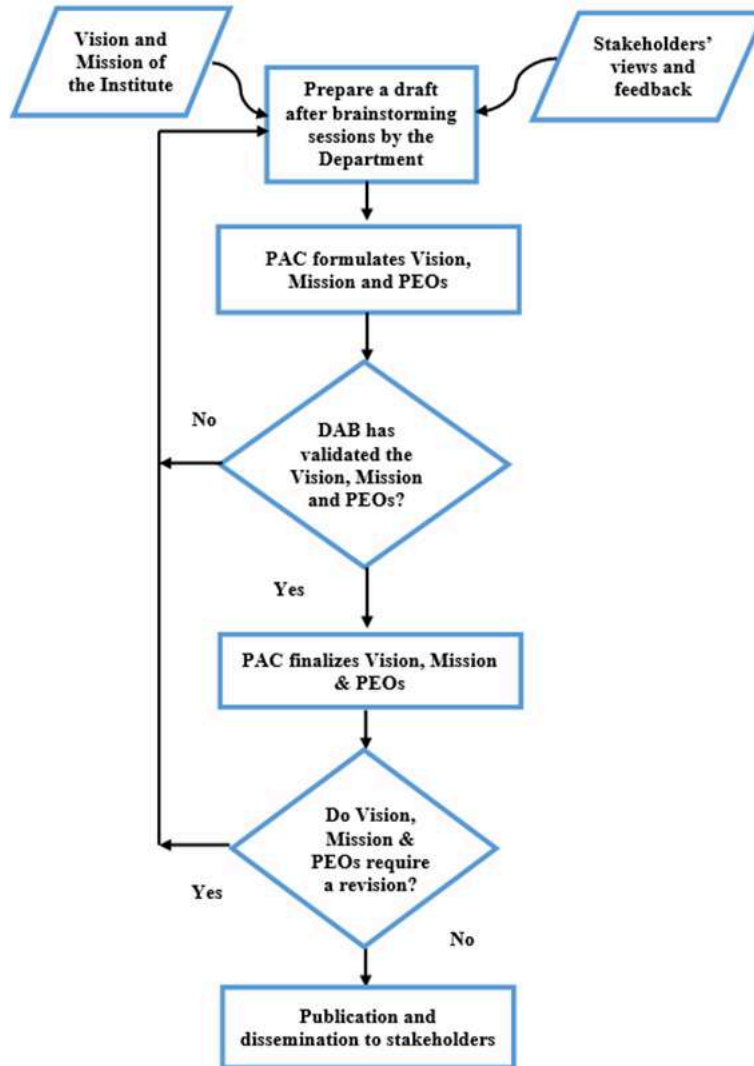 Vision and
Mission of
the Institute
Stakeholders’
views and
feedback
Prepare a draft
after brainstorming
sessions by the
Department
PAC formulates Vision,
Mission and PEOs
No
DAB has
validated the
Vision, Mission
and PEOs?
Yes
PAC finalizes Vision, Mission
& PEOs
Do Vision,
Mission &
PEOs require
a revision?
Yes
No
Publication and
dissemination to stakeholders